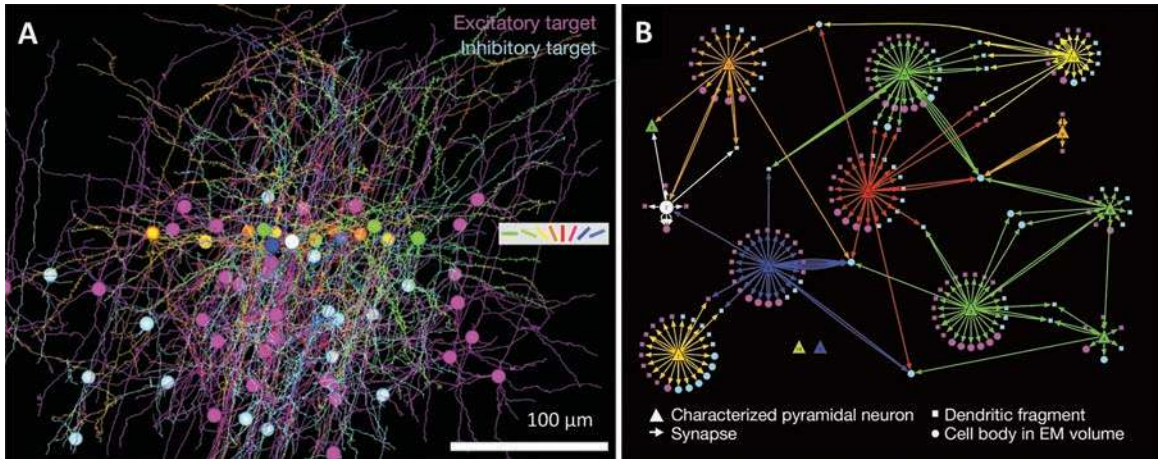 A
Excitatory target
Inhibitory target
100 μm
B
Characterized pyramidal neuron
Synapse
Dendritic fragment
Cell body in EM volume